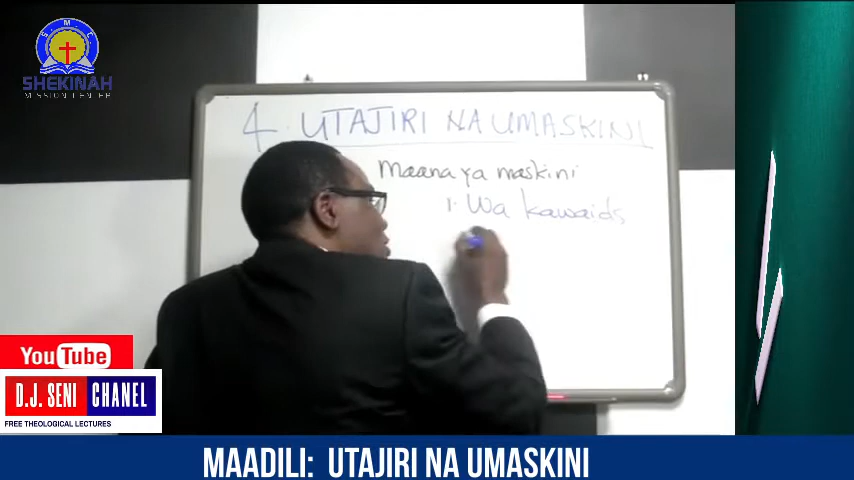 S. M. C
SHEKINAH
MISSION CENTER
4. UTAJIRI NA UMASKINI
Maana ya maskini
1. Wa kawaids
YouTube
D.J. SENI CHANEL
FREE THEOLOGICAL LECTURES
MAADILI: UTAJIRI NA UMASKINI